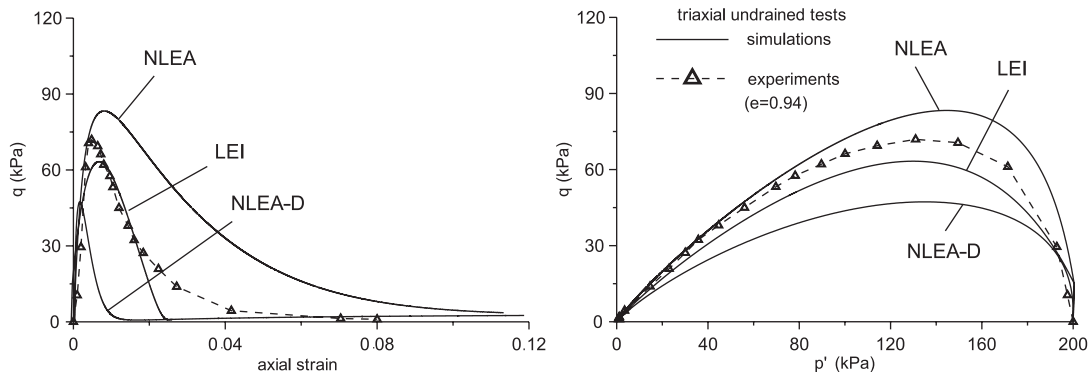 120
90
60
30
0
q (kPa)
NLEA
LEI
NLEA-D
0
0.04
0.08
0.12
axial strain
120
90
60
30
0
q (kPa)
triaxial undrained tests
simulations
experiments
(e=0.94)
NLEA
LEI
NLEA-D
0
40
80
120
160
200
p' (kPa)